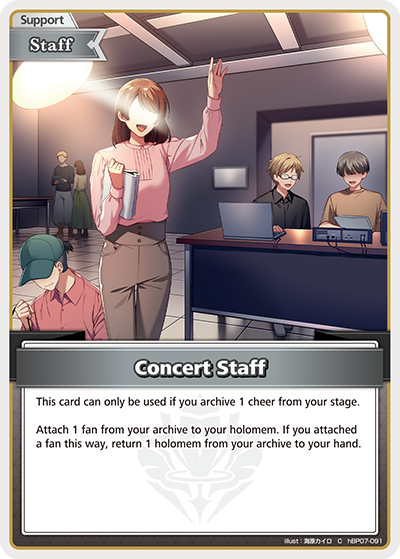 Support
Staff
Concert Staff
This card can only be used if you archive 1 cheer from your stage.
Attach 1 fan from your archive to your holomem. If you attached
a fan this way, return 1 holomem from your archive to your hand.
illust：海原カイロ C hBP07-091